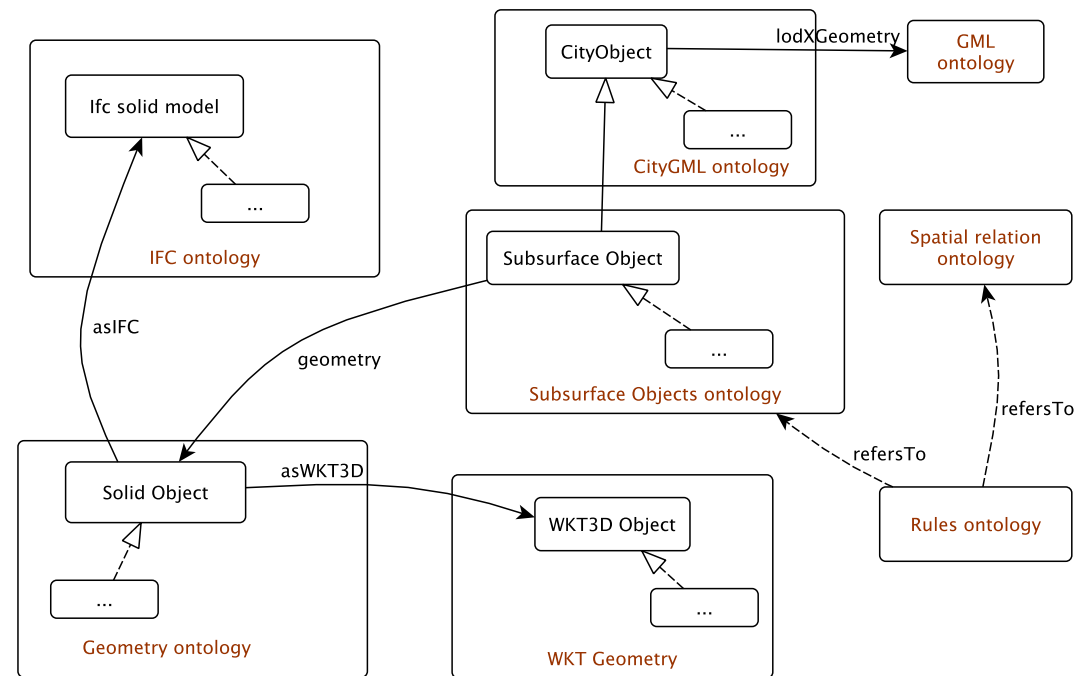 CityObject
lodXGeometry
GML
ontology
...
CityGML ontology
Ifc solid model
...
IFC ontology
Subsurface Object
...
Subsurface Objects ontology
Spatial relation
ontology
asIFC
geometry
refersTo
refersTo
Rules ontology
Solid Object
asWKT3D
...
Geometry ontology
WKT3D Object
...
WKT Geometry